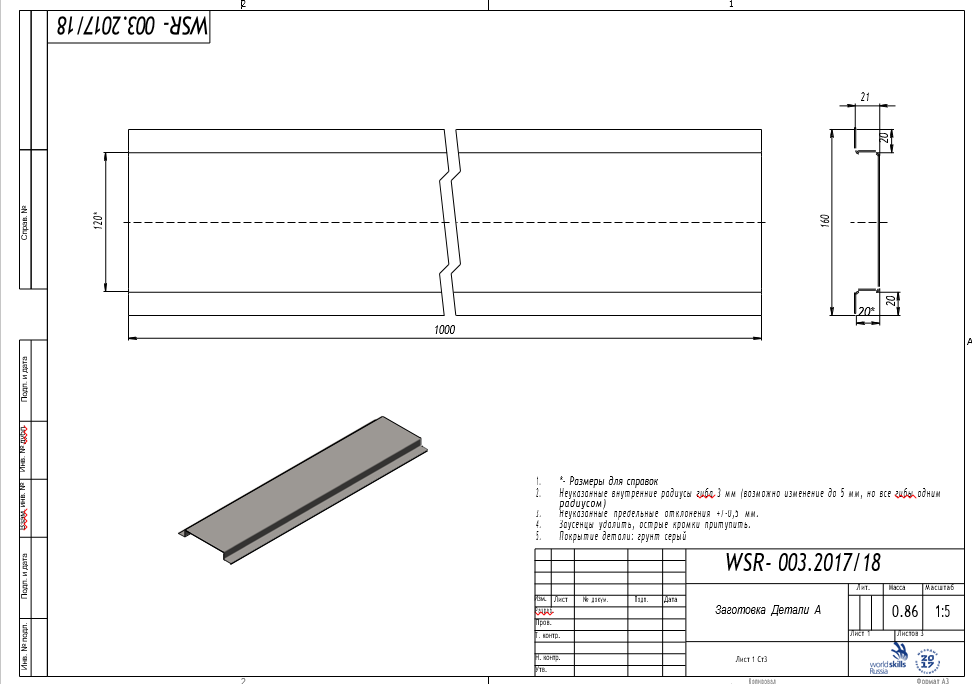 2
1
WSR- 003.2017/18
Справ. №
Подп. и дата
Инв. № дубл.
Взам. инв. №
Подп. и дата
Инв. № подл.
120*
1000
21
20
160
20
20*
A
1. *- Размеры для справок
2. Неуказанные внутренние радиусы гиба 3 мм (возможно изменение до 5 мм, но все гибы одним
радиусом)
3. Неуказанные предельные отклонения +/-0,5 мм.
4. Заусенцы удалить, острые кромки притупить.
5. Покрытие детали: грунт серый
WSR- 003.2017/18
Изм. Лист № докум. Подп. Дата
Разраб.
Пров.
Т. контр.
Н. контр.
Утв.
Заготовка Детали А
Лит. Масса Масштаб
0.86 1:5
Лист 1 Листов 3
Лист 1 Ст3
worldskills
Russia
2017
2
Копировал
Формат А3